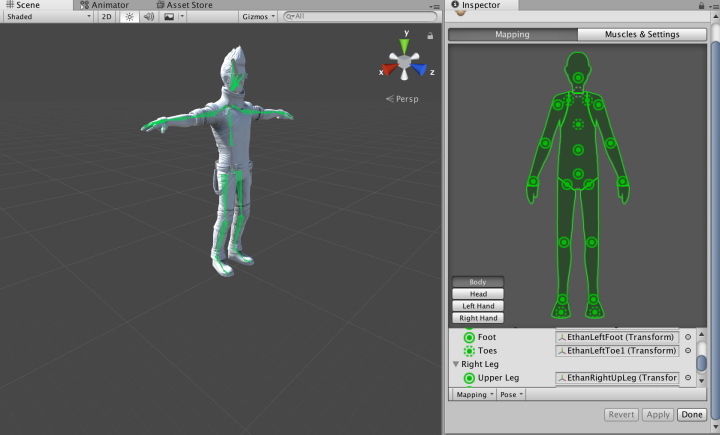 Scene
Animator
Asset Store
Shaded
2D
Gizmos
All
y
x
z
Persp
Inspector
Mapping
Muscles & Settings
Body
Head
Left Hand
Right Hand
Foot
EthanLeftFoot (Transform)
Toes
EthanLeftToe1 (Transform)
Right Leg
Upper Leg
EthanRightUpLeg (Transfor
Mapping
Pose
Revert
Apply
Done